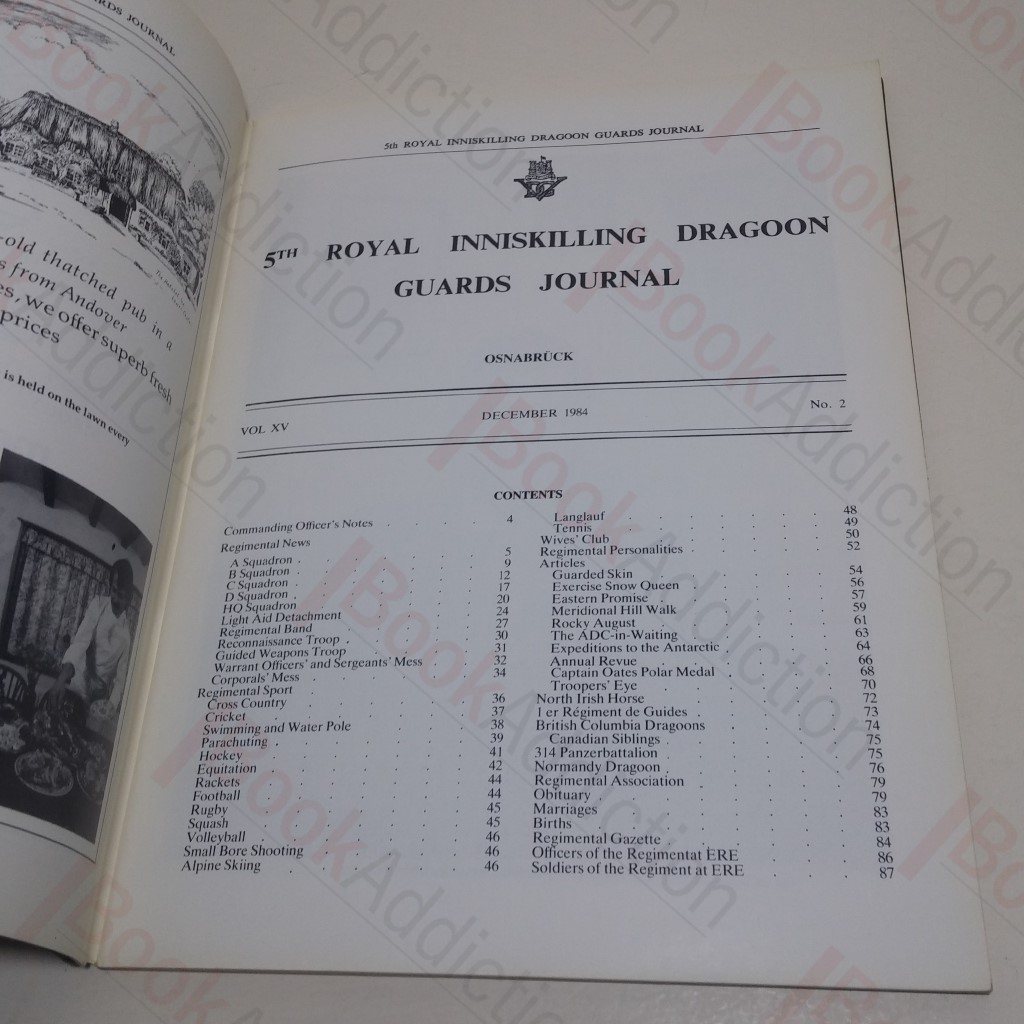 RDS JOURNAL
-old thatched pub in a
s from Andover
es, we offer superb fresh
prices
is held on the lawn every
5th ROYAL INNISKILLING DRAGOON GUARDS JOURNAL
5TH ROYAL INNISKILLING DRAGOON
GUARDS JOURNAL
OSNABRÜCK
VOL XV DECEMBER 1984 No. 2
CONTENTS
Commanding Officer's Notes 4
Regimental News
A Squadron 5
B Squadron 9
C Squadron 12
D Squadron 17
HQ Squadron 20
Light Aid Detachment 24
Regimental Band 27
Reconnaissance Troop 30
Guided Weapons Troop 31
Warrant Officers' and Sergeants' Mess 32
Corporals' Mess 34
Regimental Sport
Cross Country 36
Cricket 37
Swimming and Water Pole 38
Parachuting 39
Hockey 41
Equitation 42
Rackets 44
Football 44
Rugby 45
Squash 45
Volleyball 46
Small Bore Shooting 46
Alpine Skiing 46
Langlauf 48
Tennis 49
Wives' Club 50
Regimental Personalities 52
Articles
Guarded Skin 54
Exercise Snow Queen 56
Eastern Promise 57
Meridional Hill Walk 59
Rocky August 61
The ADC-in-Waiting 63
Expeditions to the Antarctic 64
Annual Revue 66
Captain Oates Polar Medal 68
Troopers' Eye 70
North Irish Horse 72
1 er Régiment de Guides 73
British Columbia Dragoons 74
Canadian Siblings 75
314 Panzerbattalion 75
Normandy Dragoon 76
Regimental Association 79
Obituary 79
Marriages 83
Births 83
Regimental Gazette 84
Officers of the Regimentat ERE 86
Soldiers of the Regiment at ERE 87
BookAddiction